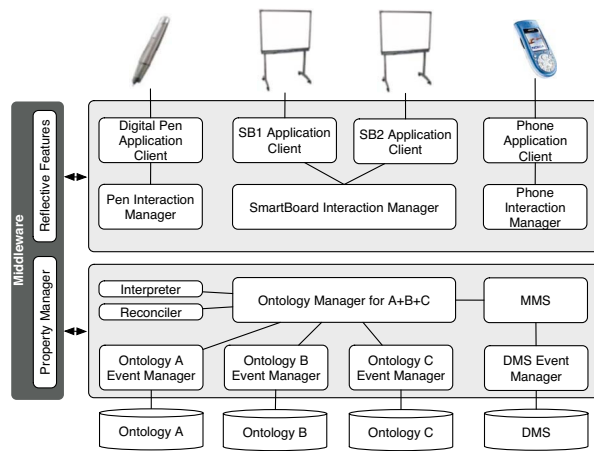 Digital Pen
Application
Client
SB1 Application
Client
SB2 Application
Client
Phone
Application
Client
Pen Interaction
Manager
SmartBoard Interaction Manager
Phone
Interaction
Manager
Middleware
Reflective Features
Property Manager
Interpreter
Reconciler
Ontology Manager for A+B+C
MMS
Ontology A
Event Manager
Ontology B
Event Manager
Ontology C
Event Manager
DMS Event
Manager
Ontology A
Ontology B
Ontology C
DMS